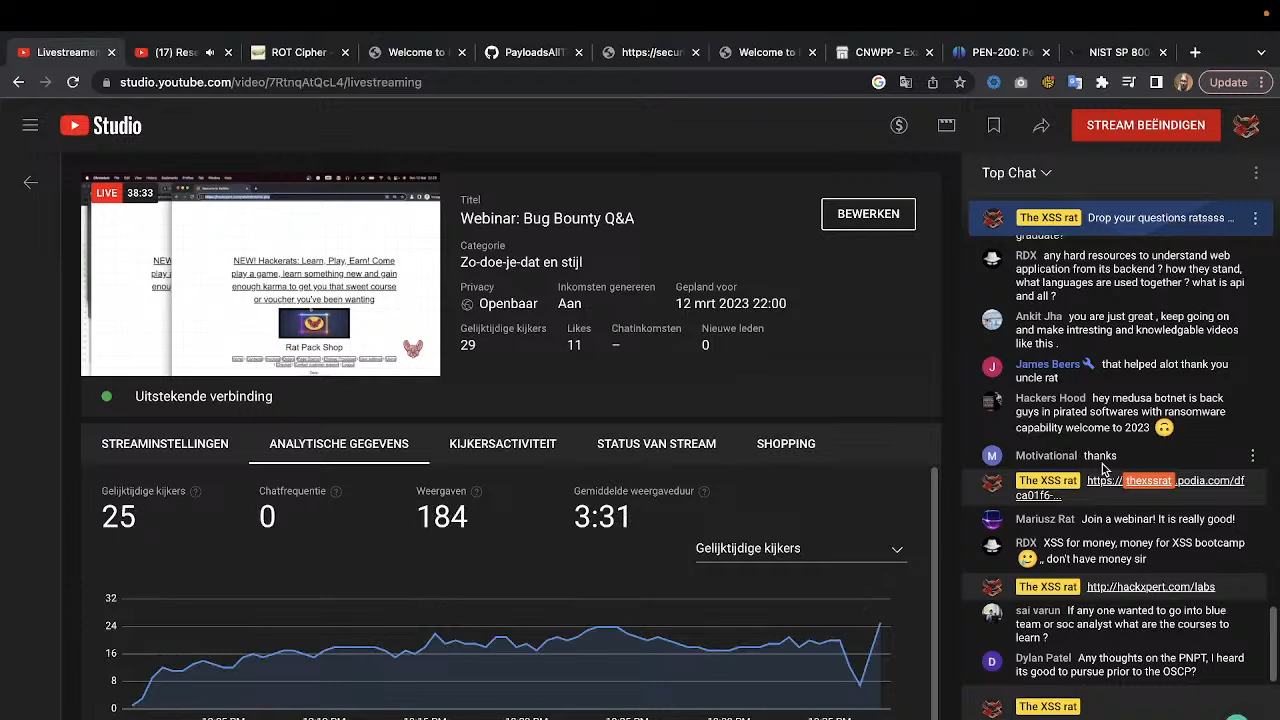 Livestreamer
(17) Rese
ROT Cipher -
Welcome to
PayloadsAllT
https://secur
Welcome to
CNWPP - Exa
PEN-200: Pe
NIST SP 800
studio.youtube.com/video/7RtnqAtQcL4/livestreaming
Update
Studio
STREAM BEËINDIGEN
LIVE 38:33
NEW! Hackerats: Learn, Play, Earn! Come
play a game, learn something new and gain
enough karma to get you that sweet course
or voucher you've been wanting
Rat Pack Shop
Titel
Webinar: Bug Bounty Q&A
BEWERKEN
Categorie
Zo-doe-je-dat en stijl
Privacy
Inkomsten genereren
Gepland voor
Openbaar
Aan
12 mrt 2023 22:00
Gelijktijdige kijkers
Likes
Chatinkomsten
Nieuwe leden
29
11
–
0
Uitstekende verbinding
STREAMINSTELLINGEN
ANALYTISCHE GEGEVENS
KIJKERSACTIVITEIT
STATUS VAN STREAM
SHOPPING
Gelijktijdige kijkers
Chatfrequentie
Weergaven
Gemiddelde weergaveduur
25
0
184
3:31
Gelijktijdige kijkers
32
24
16
8
0
Top Chat
The XSS rat Drop your questions ratssss ...
graduate?
RDX any hard resources to understand web
application from its backend ? how they stand,
what languages are used together ? what is api
and all ?
Ankit Jha you are just great , keep going on
and make intresting and knowledgable videos
like this .
James Beers that helped alot thank you
uncle rat
Hackers Hood hey medusa botnet is back
guys in pirated softwares with ransomware
capability welcome to 2023
Motivational thanks
The XSS rat https://thexssrat.podia.com/df
ca01f6-...
Mariusz Rat Join a webinar! It is really good!
RDX XSS for money, money for XSS bootcamp
,, don't have money sir
The XSS rat http://hackxpert.com/labs
sai varun If any one wanted to go into blue
team or soc analyst what are the courses to
learn ?
Dylan Patel Any thoughts on the PNPT, I heard
its good to pursue prior to the OSCP?
The XSS rat